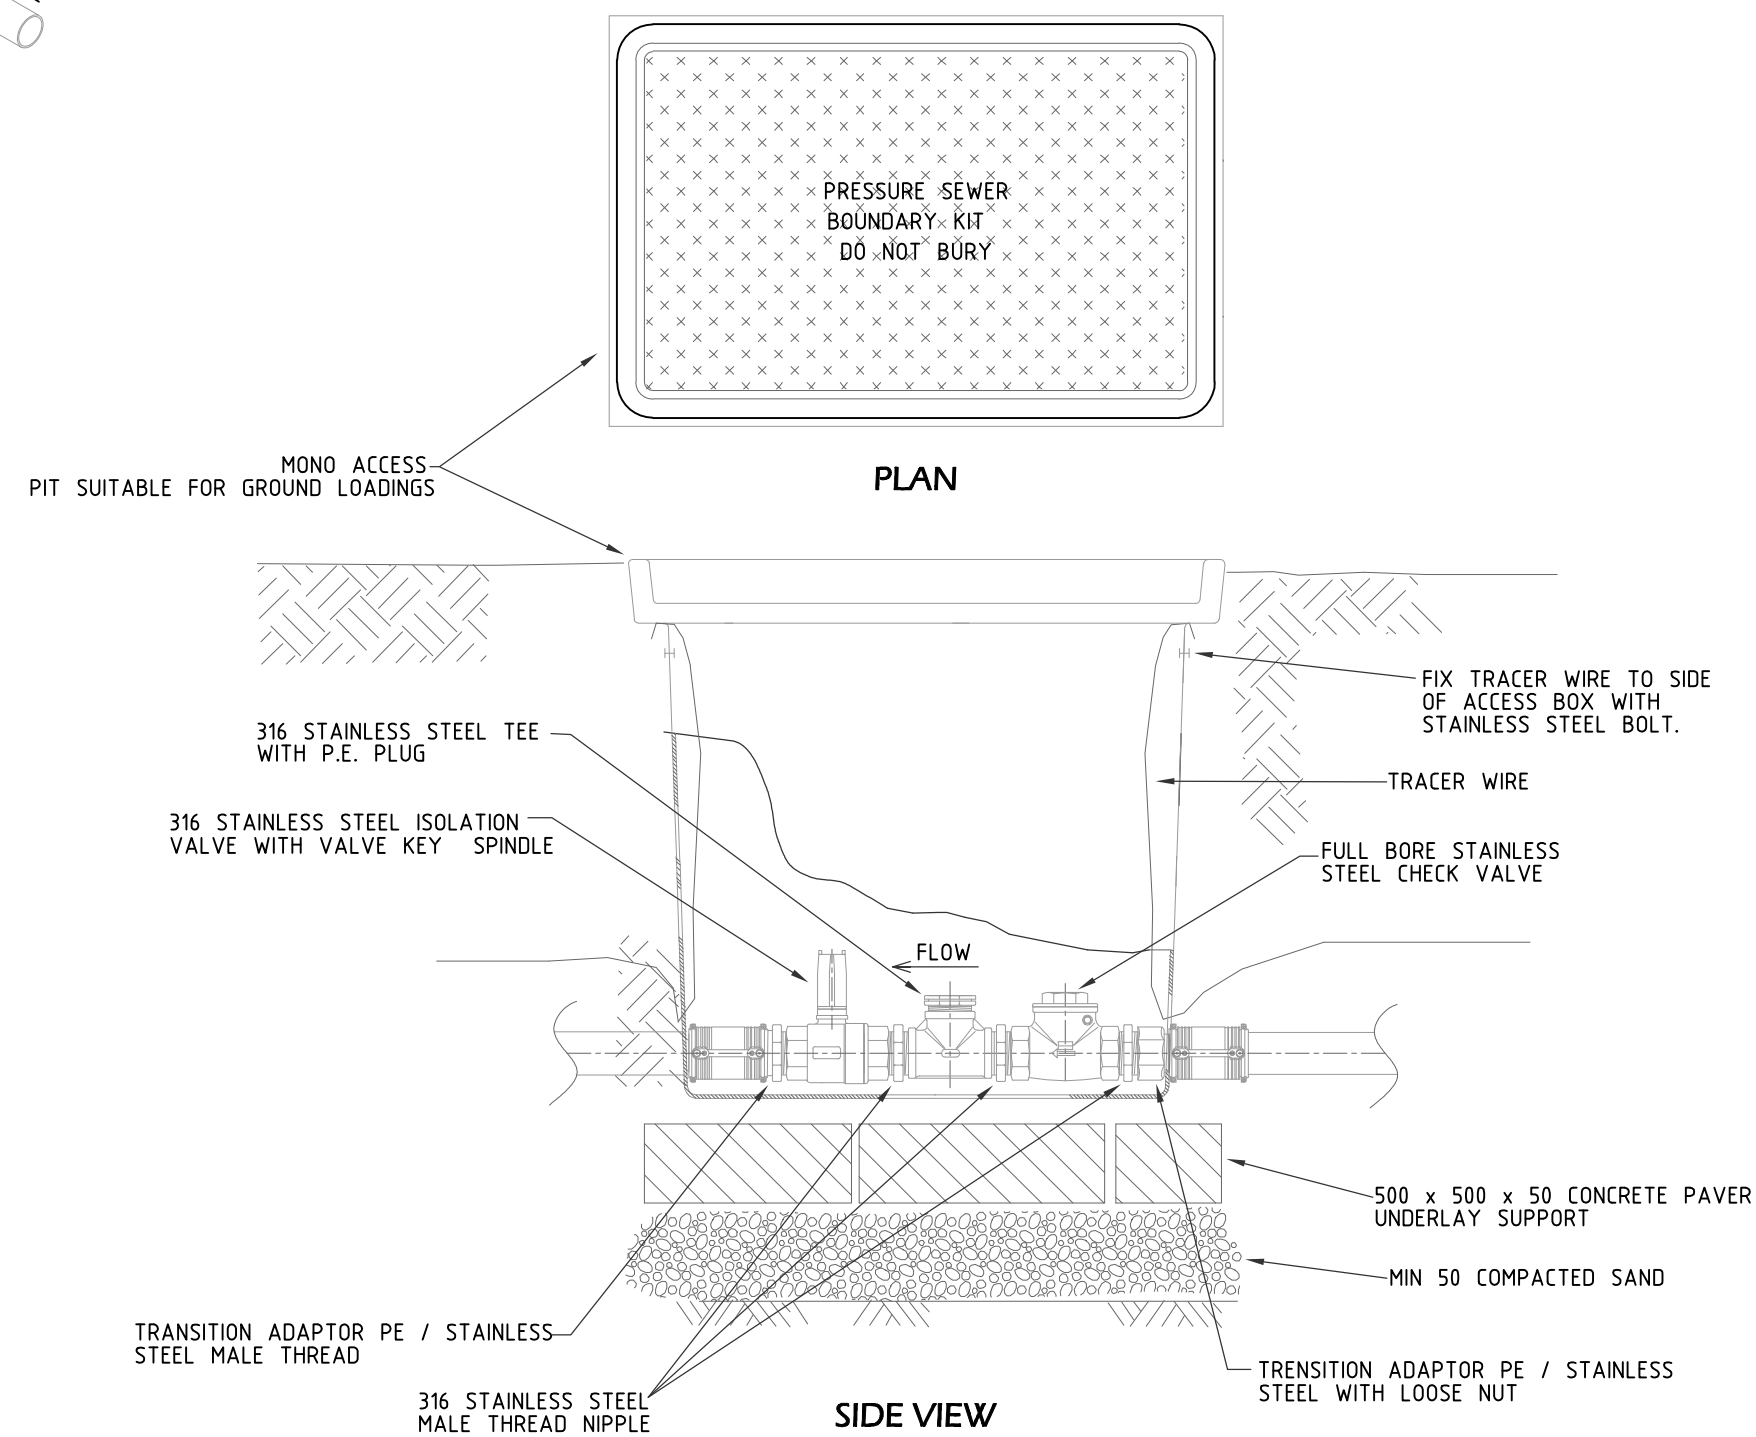 PRESSURE SEWER
BOUNDARY KIT
DO NOT BURY
MONO ACCESS
PIT SUITABLE FOR GROUND LOADINGS
PLAN
FIX TRACER WIRE TO SIDE
OF ACCESS BOX WITH
STAINLESS STEEL BOLT.
316 STAINLESS STEEL TEE
WITH P.E. PLUG
TRACER WIRE
316 STAINLESS STEEL ISOLATION
VALVE WITH VALVE KEY SPINDLE
FULL BORE STAINLESS
STEEL CHECK VALVE
FLOW
500 x 500 x 50 CONCRETE PAVER
UNDERLAY SUPPORT
MIN 50 COMPACTED SAND
TRANSITION ADAPTOR PE / STAINLESS
STEEL MALE THREAD
TRENSITION ADAPTOR PE / STAINLESS
STEEL WITH LOOSE NUT
316 STAINLESS STEEL
MALE THREAD NIPPLE
SIDE VIEW